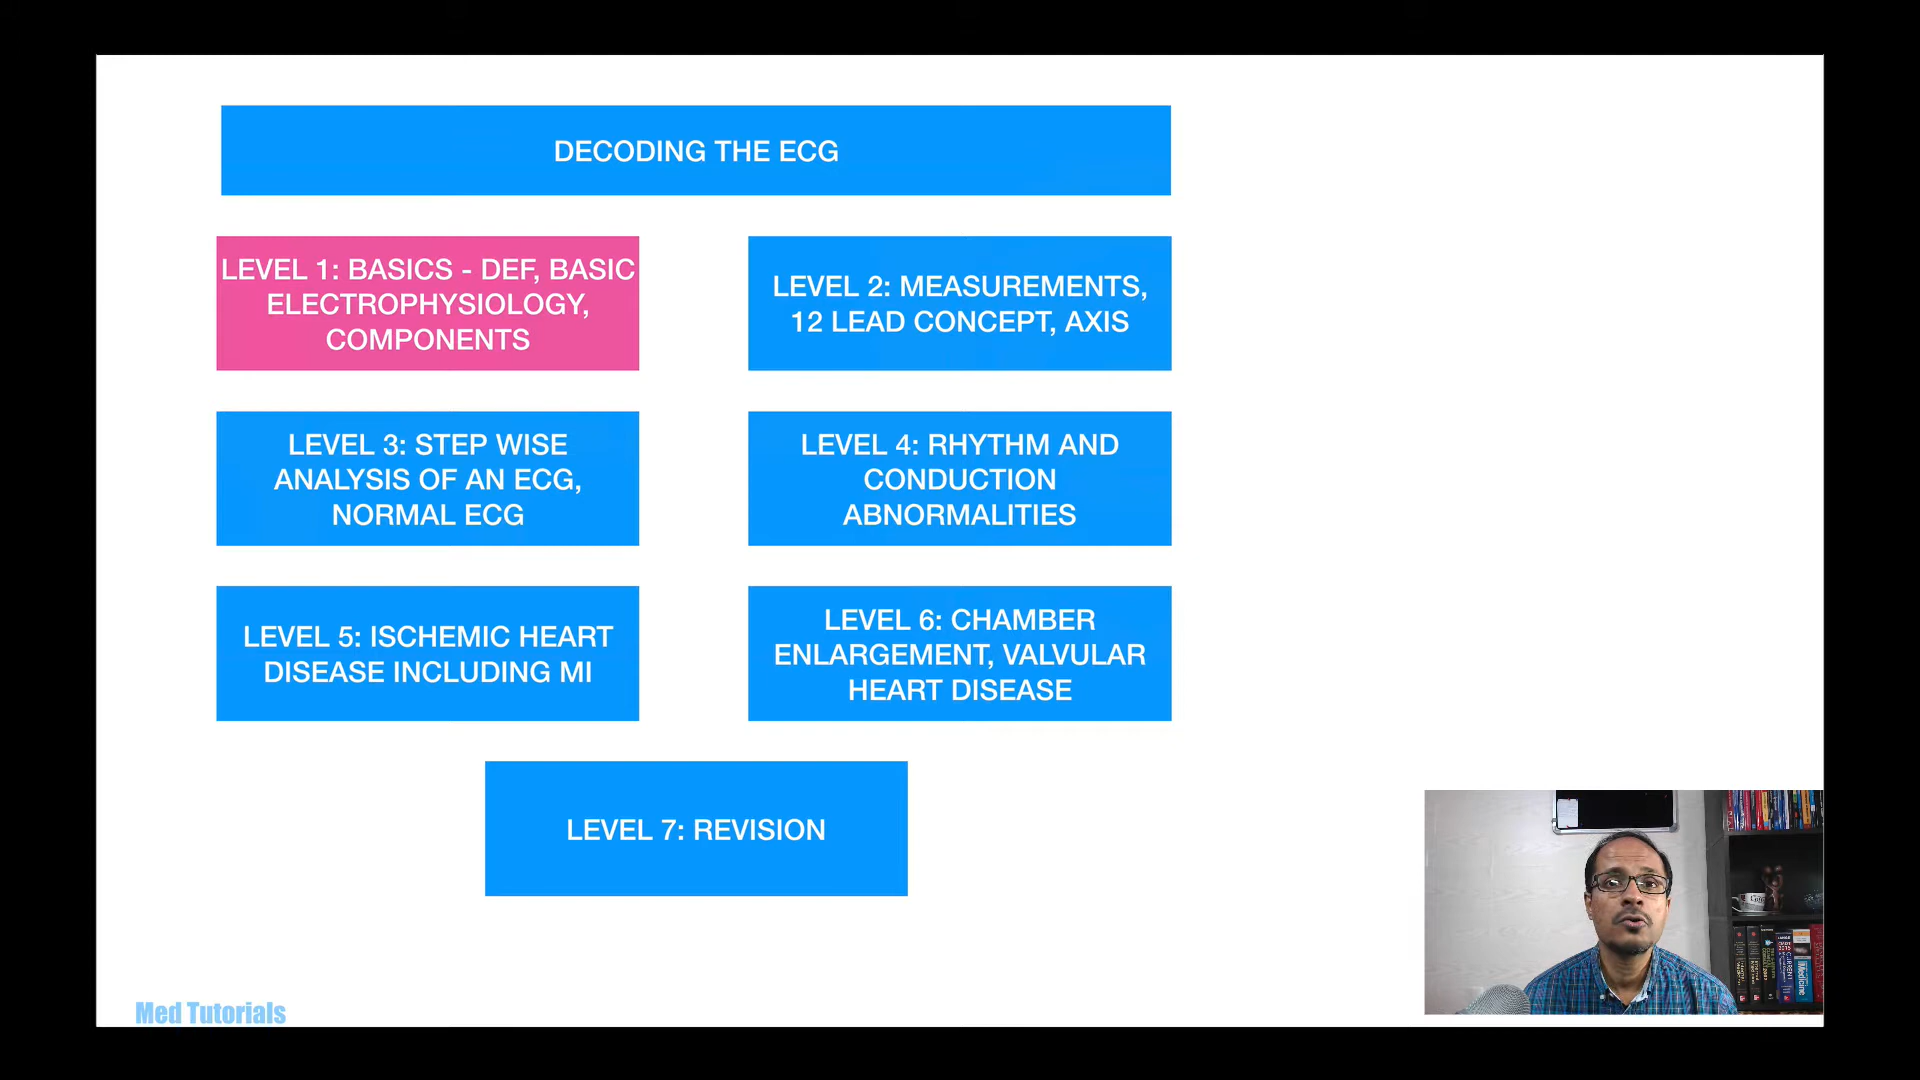 DECODING THE ECG
LEVEL 1: BASICS - DEF, BASIC
ELECTROPHYSIOLOGY,
COMPONENTS
LEVEL 2: MEASUREMENTS,
12 LEAD CONCEPT, AXIS
LEVEL 3: STEP WISE
ANALYSIS OF AN ECG,
NORMAL ECG
LEVEL 4: RHYTHM AND
CONDUCTION
ABNORMALITIES
LEVEL 5: ISCHEMIC HEART
DISEASE INCLUDING MI
LEVEL 6: CHAMBER
ENLARGEMENT, VALVULAR
HEART DISEASE
LEVEL 7: REVISION
Med Tutorials